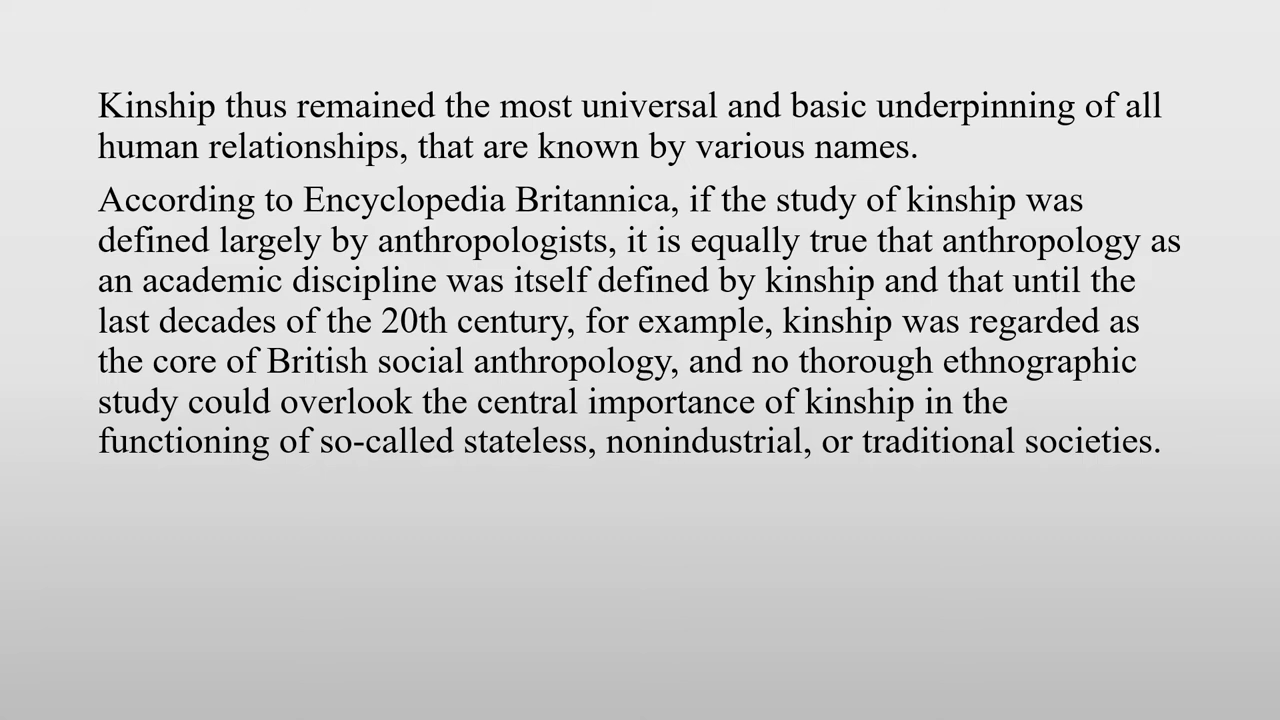 Kinship thus remained the most universal and basic underpinning of all
human relationships, that are known by various names.
According to Encyclopedia Britannica, if the study of kinship was
defined largely by anthropologists, it is equally true that anthropology as
an academic discipline was itself defined by kinship and that until the
last decades of the 20th century, for example, kinship was regarded as
the core of British social anthropology, and no thorough ethnographic
study could overlook the central importance of kinship in the
functioning of so-called stateless, nonindustrial, or traditional societies.